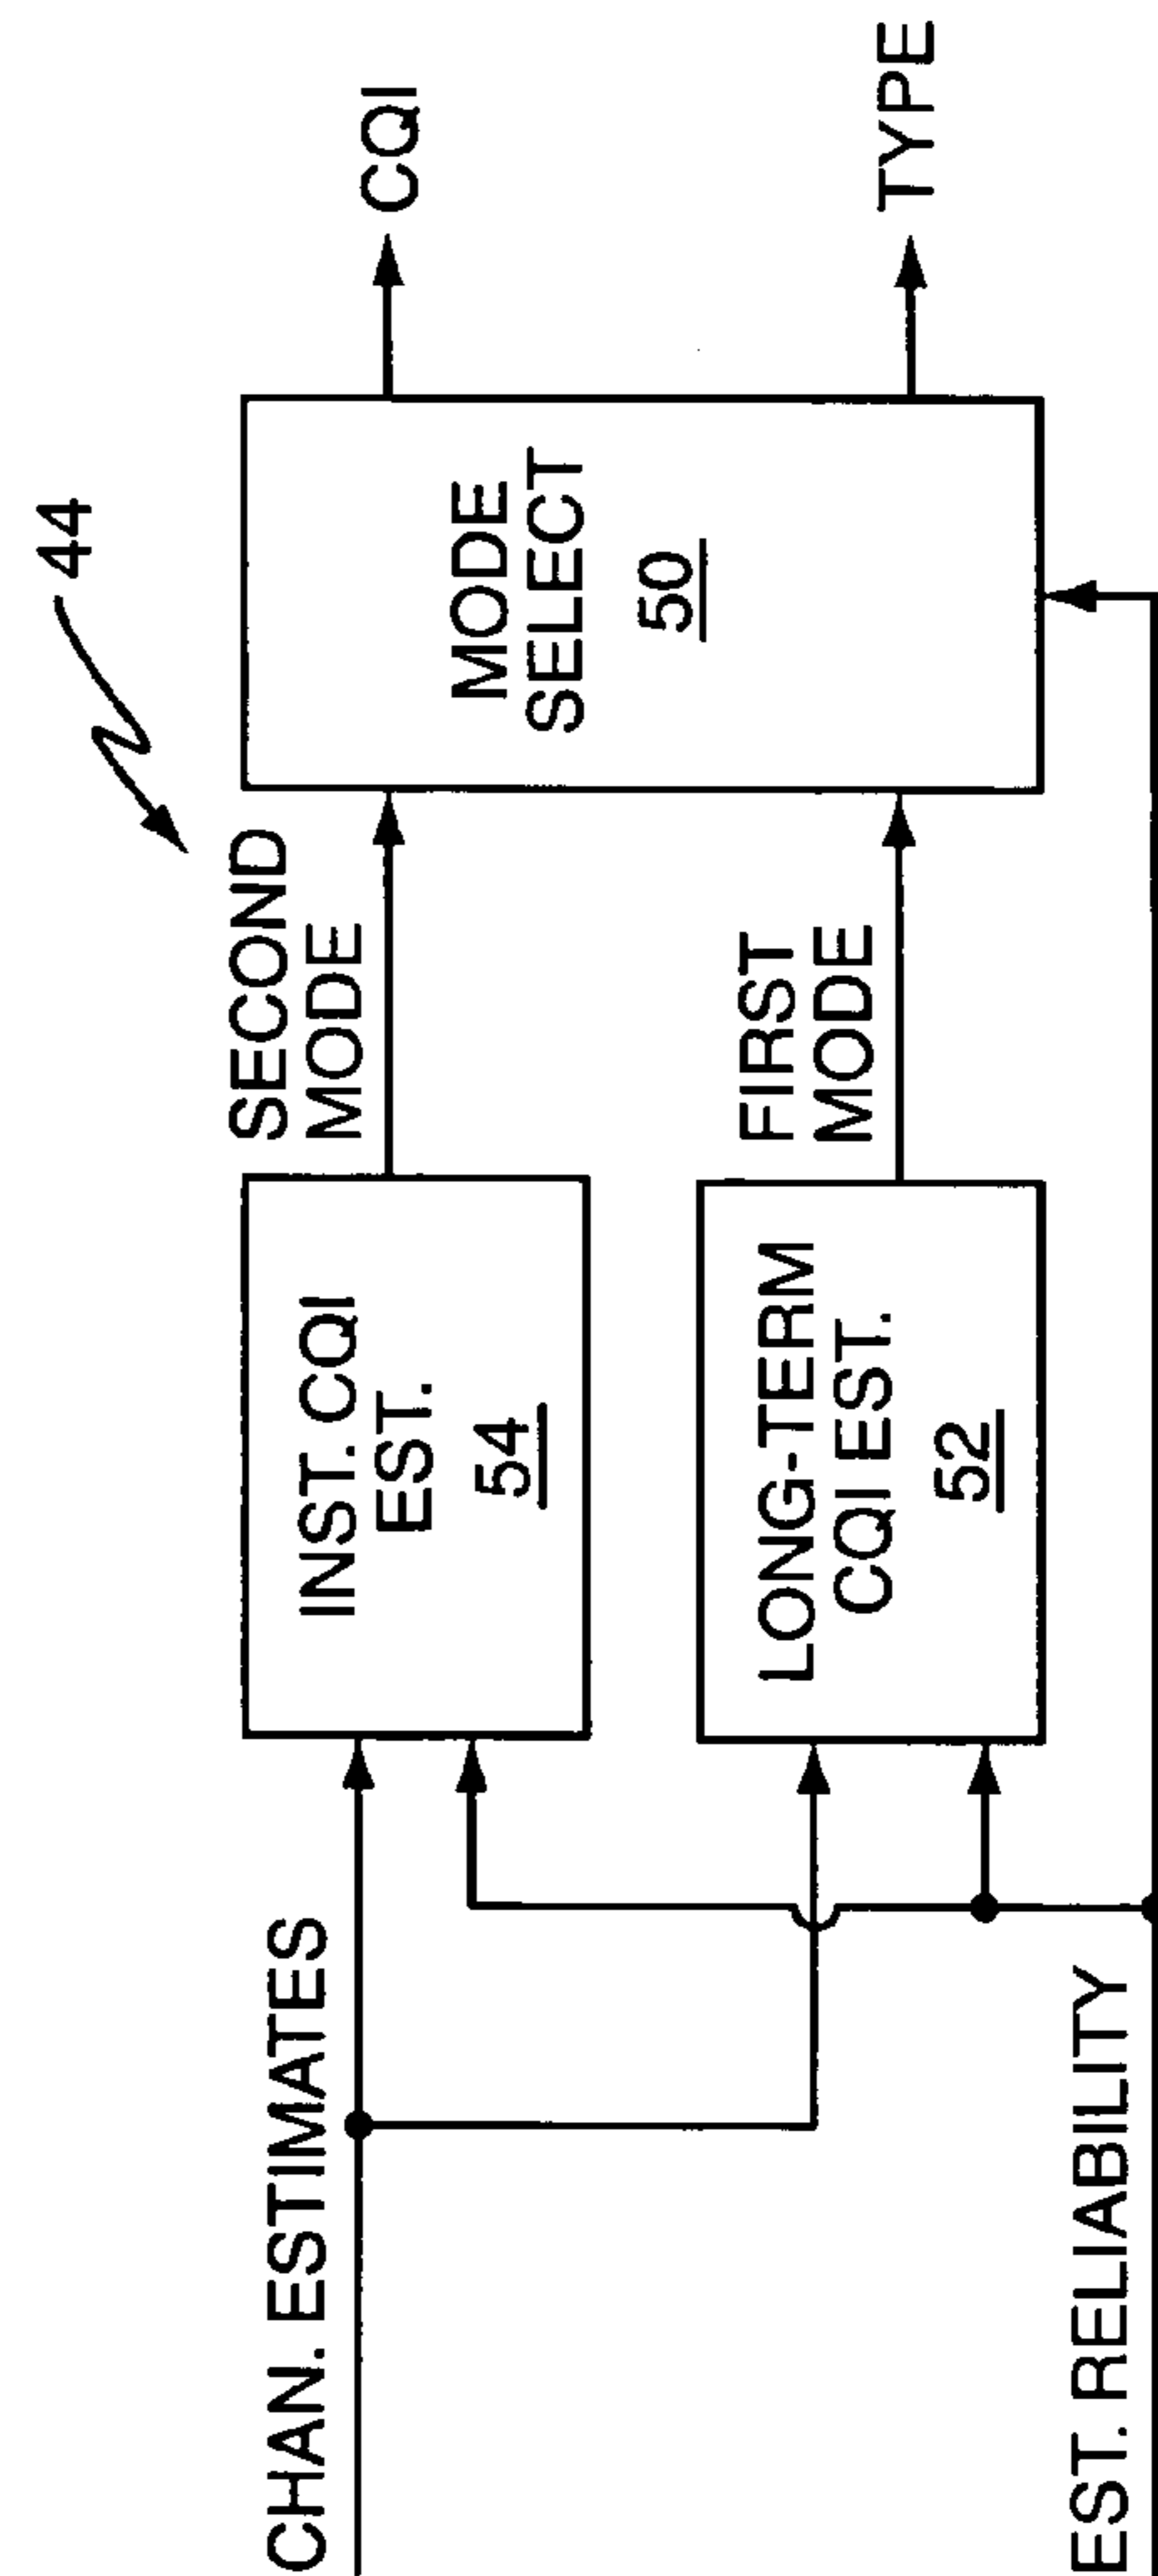 44
CHAN. ESTIMATES
INST. CQI
EST.
54
SECOND
MODE
MODE
SELECT
50
CQI
LONG-TERM
CQI EST.
52
FIRST
MODE
TYPE
EST. RELIABILITY